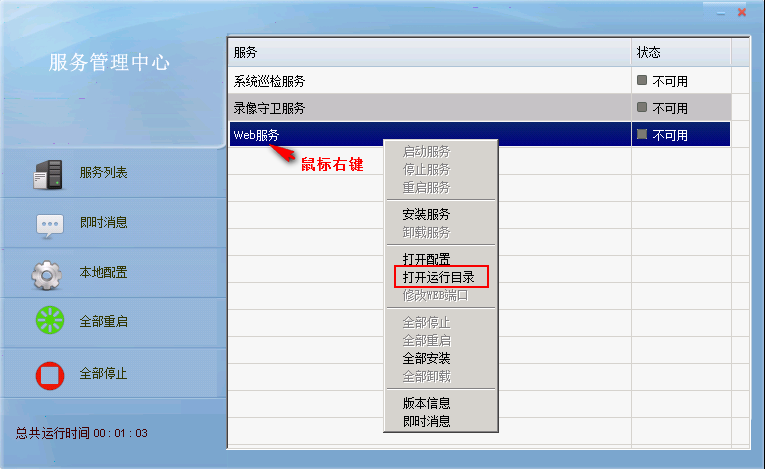 服务管理中心
服务列表
即时消息
本地配置
全部重启
全部停止
总共运行时间 00 : 01 : 03
服务 状态
系统巡检服务 不可用
录像守卫服务 不可用
Web服务 不可用
鼠标右键
启动服务
停止服务
重启服务
安装服务
卸载服务
打开配置
打开运行目录
修改WEB端口
全部停止
全部重启
全部安装
全部卸载
版本信息
即时消息